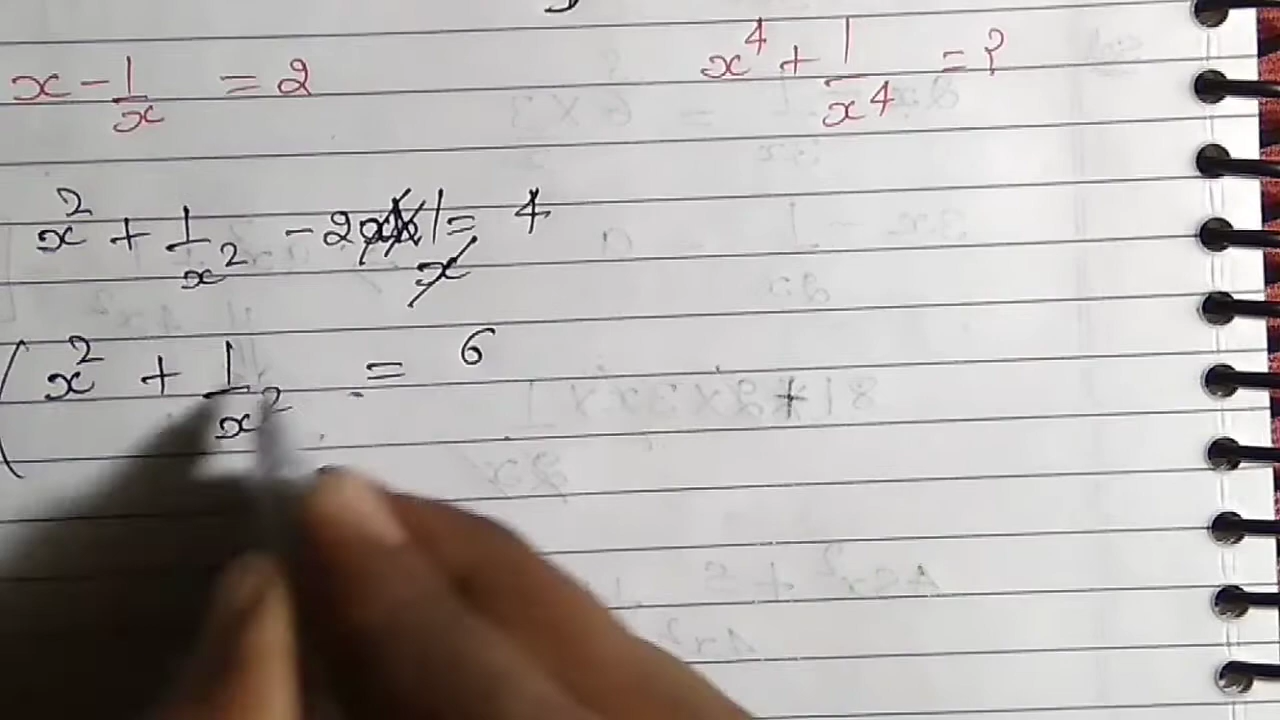 x - 1/x = 2    x⁴ + 1/x⁴ = ?
x² + 1/x² - 2 = 4
(x² + 1/x² = 6